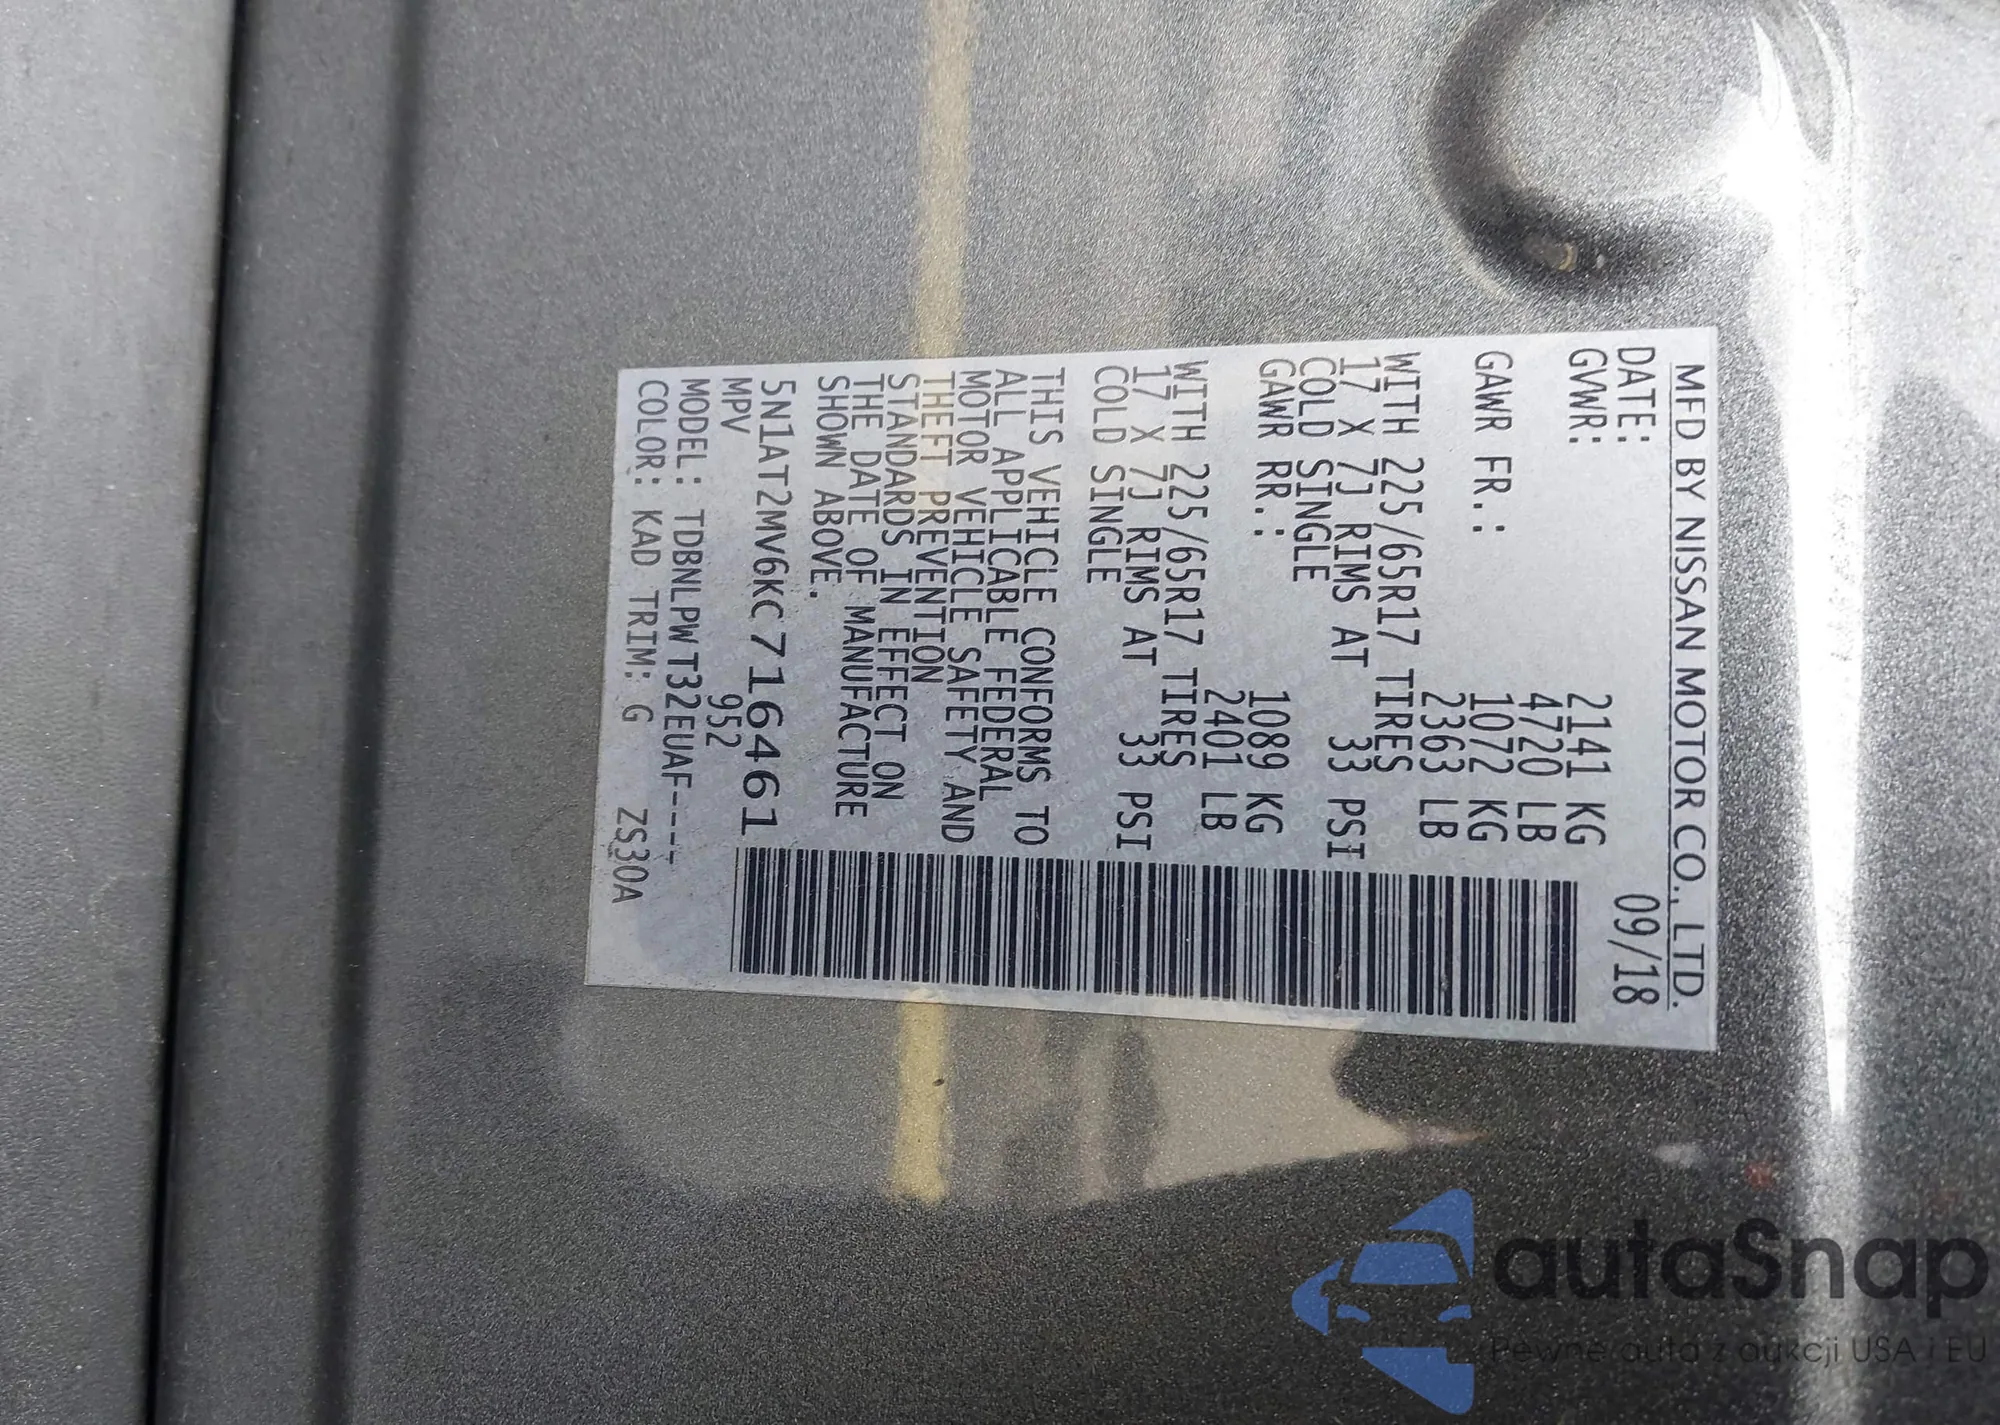 MFD BY NISSAN MOTOR CO., LTD.
DATE: 09/18
GVWR: 2141 KG
4720 LB
GAWR FR.: 1072 KG
2363 LB
WITH 225/65R17 TIRES
17 X 7J RIMS AT 33 PSI
COLD SINGLE
GAWR RR.: 1089 KG
2401 LB
WITH 225/65R17 TIRES
17 X 7J RIMS AT 33 PSI
COLD SINGLE
THIS VEHICLE CONFORMS TO
ALL APPLICABLE FEDERAL
MOTOR VEHICLE SAFETY AND
THEFT PREVENTION
STANDARDS IN EFFECT ON
THE DATE OF MANUFACTURE
SHOWN ABOVE.
5N1AT2MV6KC716461
MPV 952
MODEL: TDBNLPWT32EUAF----
COLOR: KAD TRIM: G ZS30A
autaSnap
Pewne auta z aukcji USA i EU